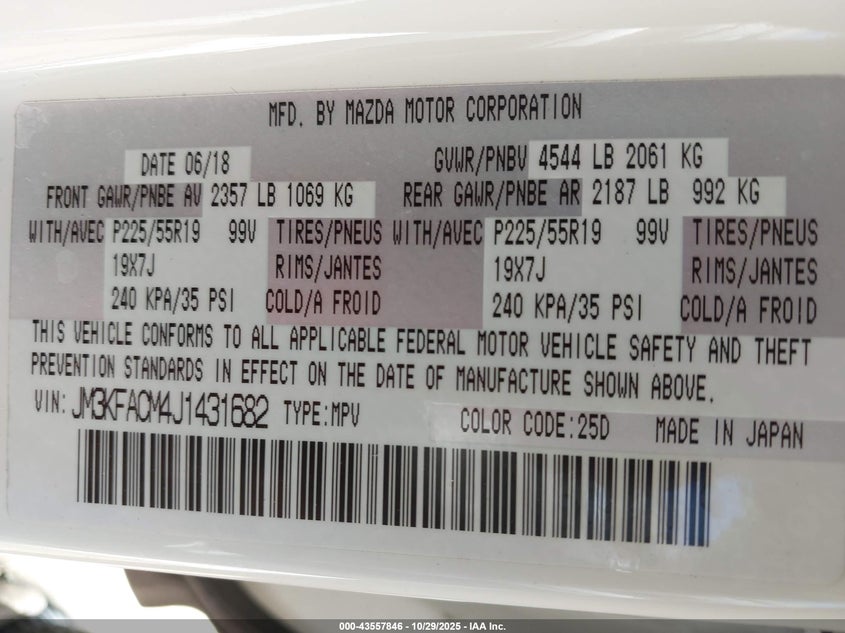 MFD. BY MAZDA MOTOR CORPORATION
DATE 06/18 GVWR/PNBV 4544 LB 2061 KG
FRONT GAWR/PNBE AV 2357 LB 1069 KG REAR GAWR/PNBE AR 2187 LB 992 KG
WITH/AVEC P225/55R19 99V TIRES/PNEUS WITH/AVEC P225/55R19 99V TIRES/PNEUS
19X7J RIMS/JANTES 19X7J RIMS/JANTES
240 KPA/35 PSI COLD/A FROID 240 KPA/35 PSI COLD/A FROID
THIS VEHICLE CONFORMS TO ALL APPLICABLE FEDERAL MOTOR VEHICLE SAFETY AND THEFT
PREVENTION STANDARDS IN EFFECT ON THE DATE OF MANUFACTURE SHOWN ABOVE.
VIN: JM3KFACM4J1431682 TYPE:MPV COLOR CODE:25D MADE IN JAPAN
000-43557846 - 10/29/2025 - IAA Inc.